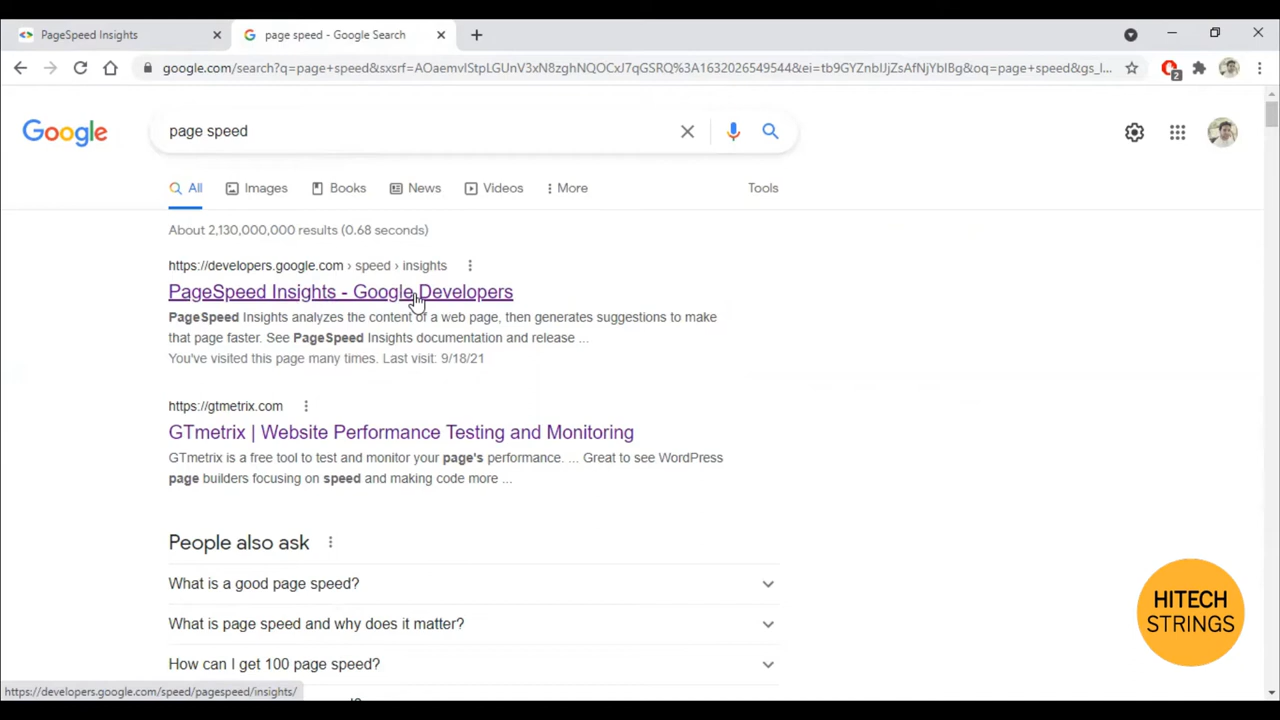 PageSpeed Insights
page speed - Google Search
google.com/search?q=page+speed&sxsrf=AOaemvIStpLGUnV3xN8zghNQOCxJ7qGSRQ%3A1632026549544&ei=tb9GYZnbIJjZsAfNjYbIBg&oq=page+speed&gs_l...
2
Google
page speed
All
Images
Books
News
Videos
More
Tools
About 2,130,000,000 results (0.68 seconds)
https://developers.google.com › speed › insights
PageSpeed Insights - Google Developers
PageSpeed Insights analyzes the content of a web page, then generates suggestions to make
that page faster. See PageSpeed Insights documentation and release ...
You've visited this page many times. Last visit: 9/18/21
https://gtmetrix.com
GTmetrix | Website Performance Testing and Monitoring
GTmetrix is a free tool to test and monitor your page's performance. ... Great to see WordPress
page builders focusing on speed and making code more ...
People also ask
What is a good page speed?
What is page speed and why does it matter?
How can I get 100 page speed?
HITECH
STRINGS
https://developers.google.com/speed/pagespeed/insights/